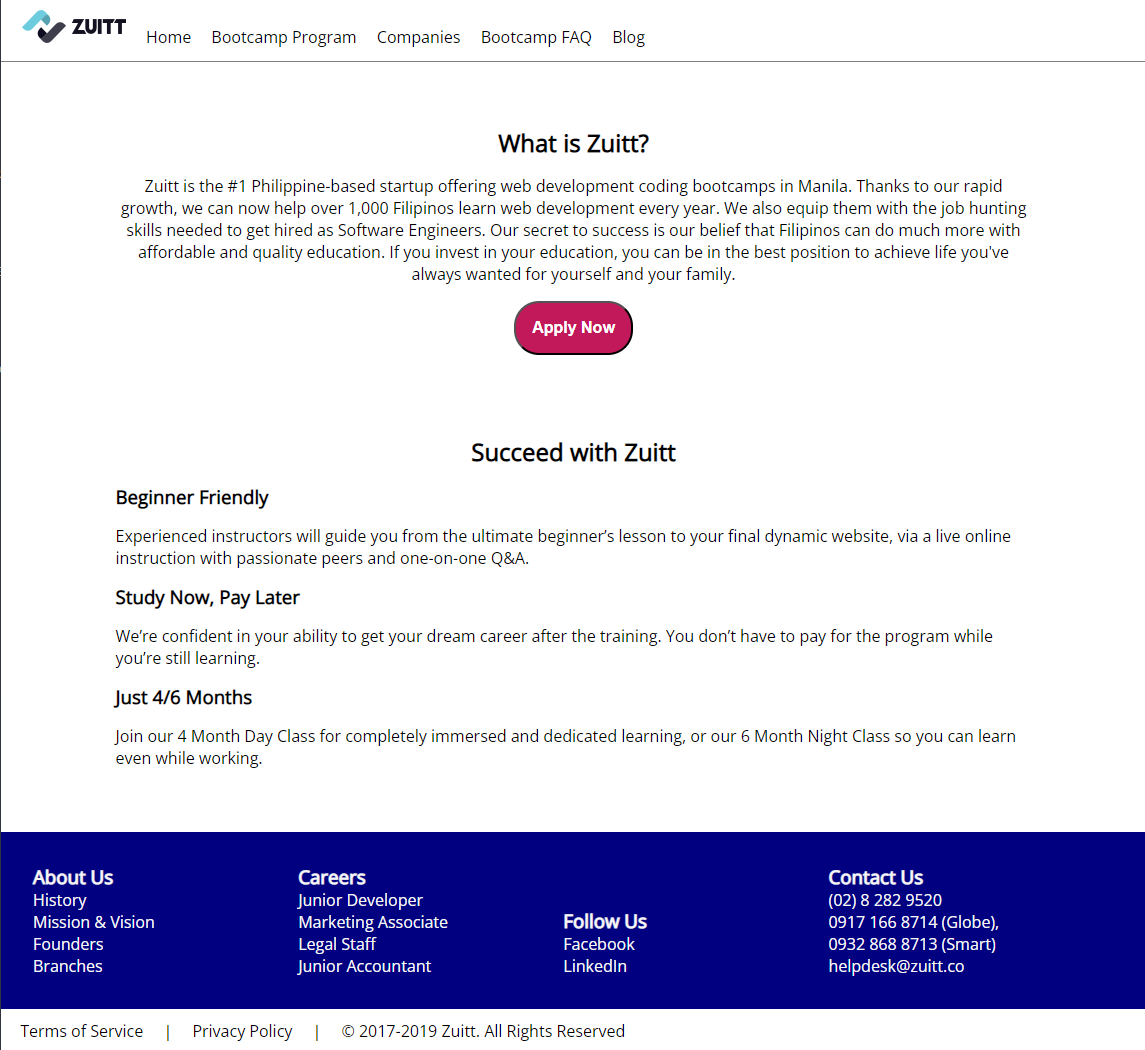 ZUITT
Home Bootcamp Program Companies Bootcamp FAQ Blog
What is Zuitt?
Zuitt is the #1 Philippine-based startup offering web development coding bootcamps in Manila. Thanks to our rapid
growth, we can now help over 1,000 Filipinos learn web development every year. We also equip them with the job hunting
skills needed to get hired as Software Engineers. Our secret to success is our belief that Filipinos can do much more with
affordable and quality education. If you invest in your education, you can be in the best position to achieve life you've
always wanted for yourself and your family.
Apply Now
Succeed with Zuitt
Beginner Friendly
Experienced instructors will guide you from the ultimate beginner’s lesson to your final dynamic website, via a live online
instruction with passionate peers and one-on-one Q&A.
Study Now, Pay Later
We’re confident in your ability to get your dream career after the training. You don’t have to pay for the program while
you’re still learning.
Just 4/6 Months
Join our 4 Month Day Class for completely immersed and dedicated learning, or our 6 Month Night Class so you can learn
even while working.
About Us
History
Mission & Vision
Founders
Branches
Careers
Junior Developer
Marketing Associate
Legal Staff
Junior Accountant
Follow Us
Facebook
LinkedIn
Contact Us
(02) 8 282 9520
0917 166 8714 (Globe),
0932 868 8713 (Smart)
helpdesk@zuitt.co
Terms of Service | Privacy Policy | © 2017-2019 Zuitt. All Rights Reserved